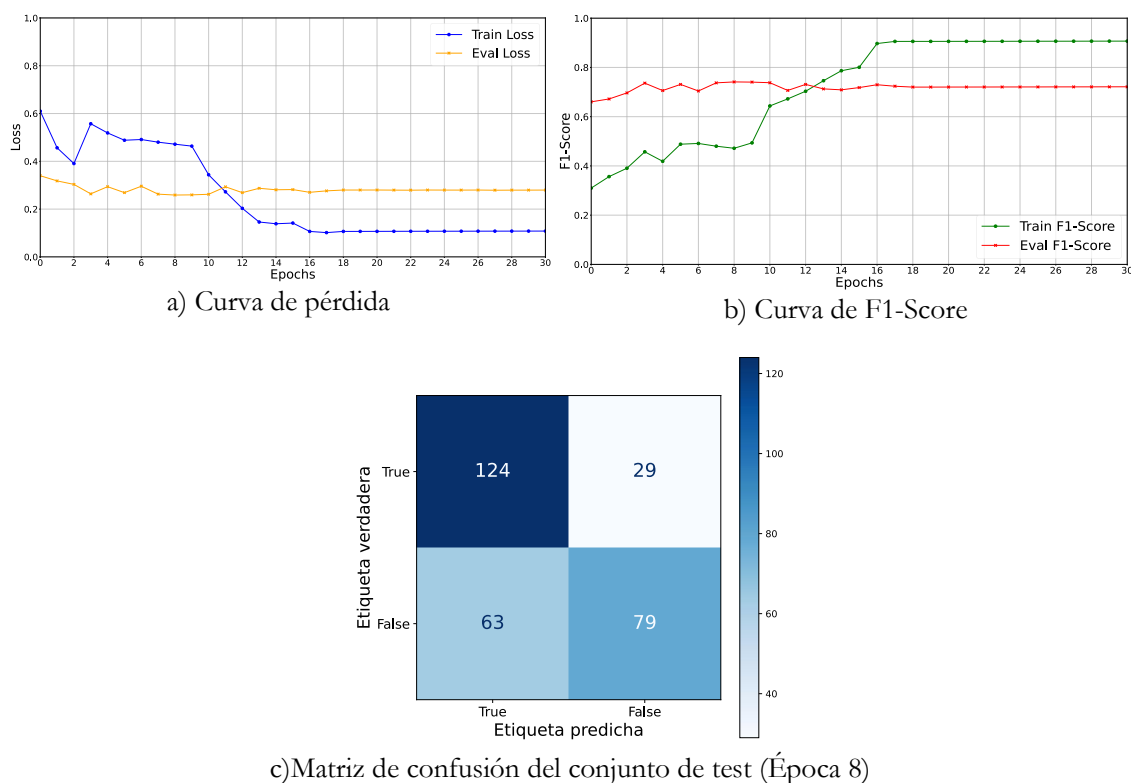 1.0
0.8
0.6
0.4
0.2
0.0
Loss
Train Loss
Eval Loss
0 2 4 6 8 10 12 14 16 18 20 22 24 26 28 30
Epochs
a) Curva de pérdida
1.0
0.8
0.6
0.4
0.2
0.0
F1-Score
Train F1-Score
Eval F1-Score
0 2 4 6 8 10 12 14 16 18 20 22 24 26 28 30
Epochs
b) Curva de F1-Score
Etiqueta verdadera
True
False
124 29
63 79
True False
Etiqueta predicha
120
100
80
60
40
c)Matriz de confusión del conjunto de test (Época 8)